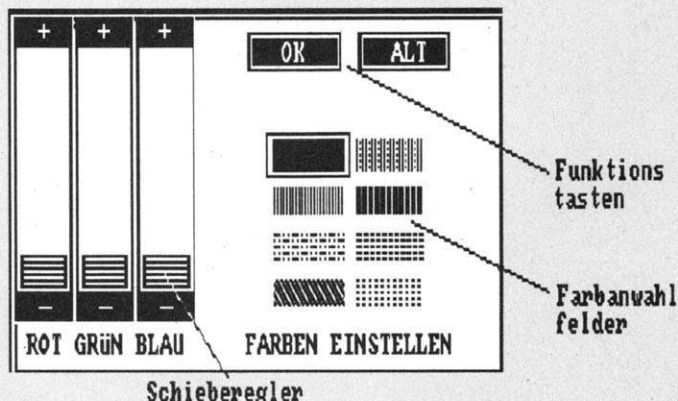 + + +
OK ALT
Funktions
tasten
Farbanwahl
felder
- - -
ROT GRÜN BLAU FARBEN EINSTELLEN
Schieberegler